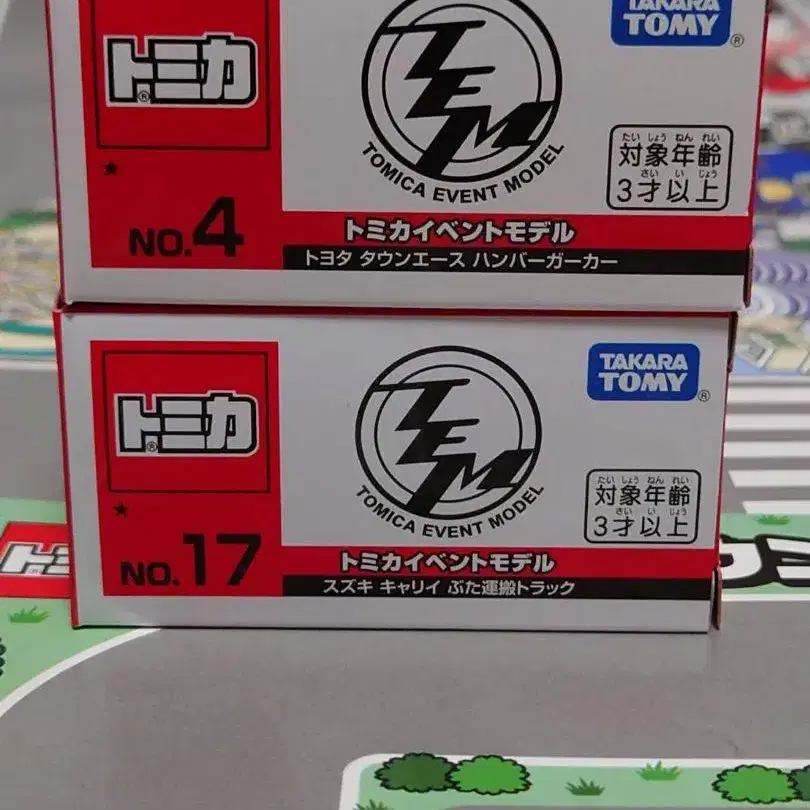 トミカ
®
TEM
TOMICA EVENT MODEL
TAKARA
TOMY
®
たい しょう ねん れい
対象年齢
さい い じょう
3才以上
★
NO.4
トミカイベントモデル
トヨタ タウンエース ハンバーガーカー
トミカ
®
TEM
TOMICA EVENT MODEL
TAKARA
TOMY
®
たい しょう ねん れい
対象年齢
さい い じょう
3才以上
★
NO.17
トミカイベントモデル
スズキ キャリイ ぶた運搬トラック